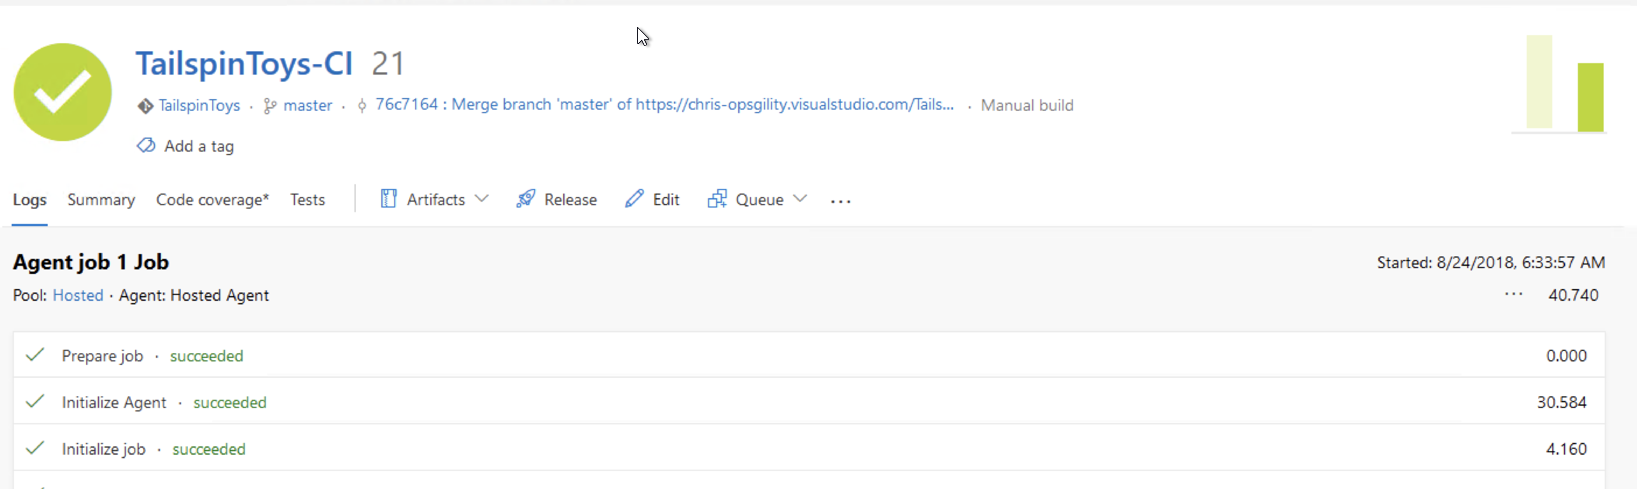 TailspinToys-CI 21
TailspinToys · master · 76c7164 : Merge branch 'master' of https://chris-opsgility.visualstudio.com/Tails... · Manual build
Add a tag
Logs Summary Code coverage* Tests Artifacts Release Edit Queue ...
Agent job 1 Job Started: 8/24/2018, 6:33:57 AM
Pool: Hosted · Agent: Hosted Agent ... 40.740
Prepare job · succeeded 0.000
Initialize Agent · succeeded 30.584
Initialize job · succeeded 4.160